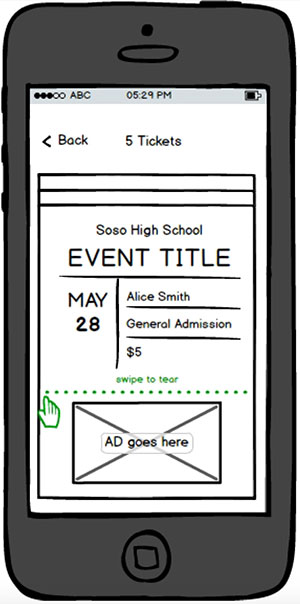 ABC 05:29 PM
Back 5 Tickets
Soso High School
EVENT TITLE
MAY
28
Alice Smith
General Admission
$5
swipe to tear
AD goes here